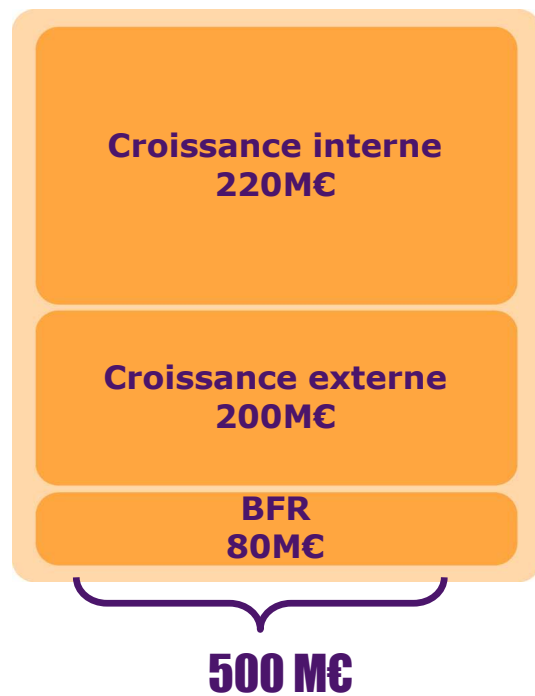 Croissance interne
220M€
Croissance externe
200M€
BFR
80M€
500 M€